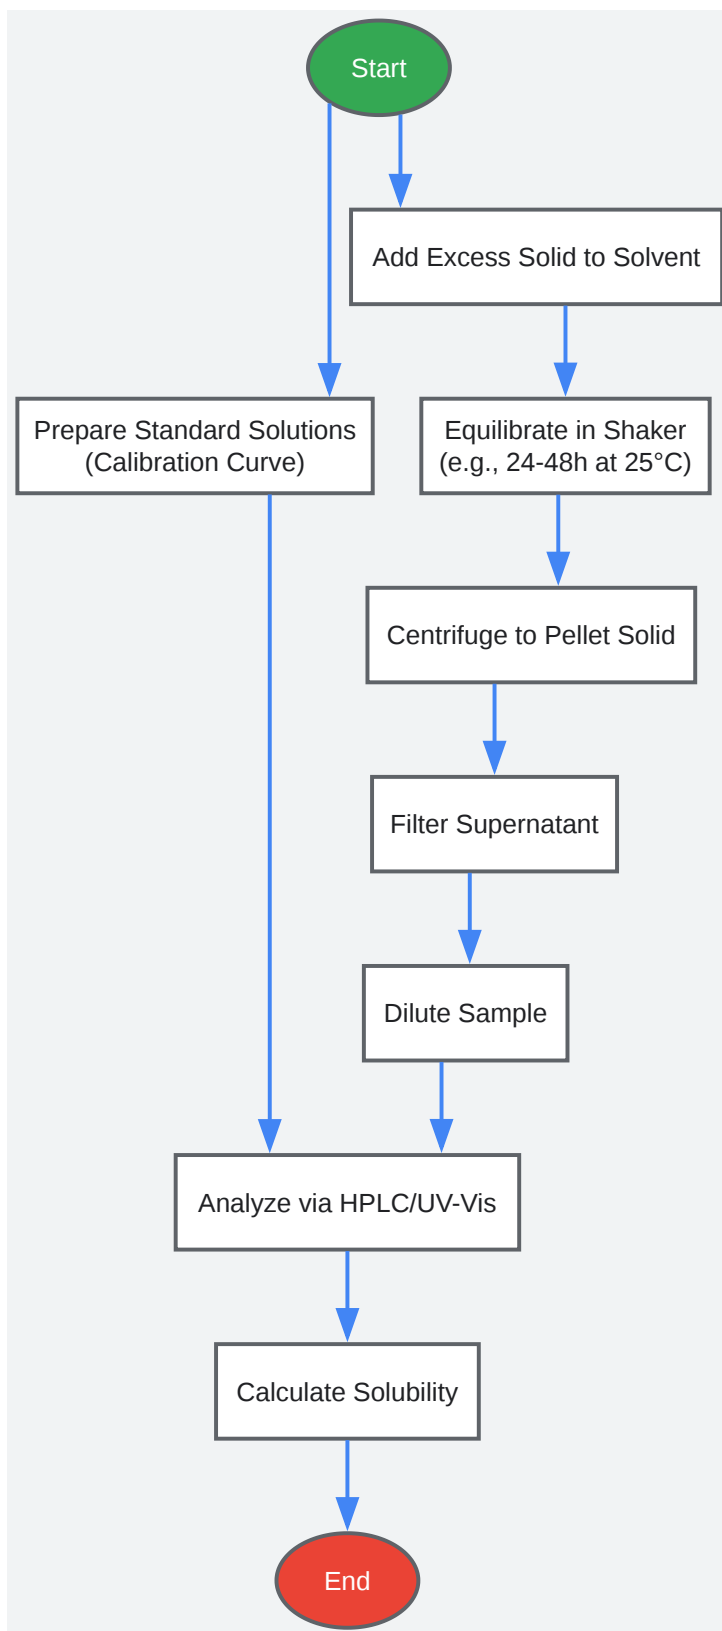 Start
Add Excess Solid to Solvent
Prepare Standard Solutions
(Calibration Curve)
Equilibrate in Shaker
(e.g., 24-48h at 25°C)
Centrifuge to Pellet Solid
Filter Supernatant
Dilute Sample
Analyze via HPLC/UV-Vis
Calculate Solubility
End